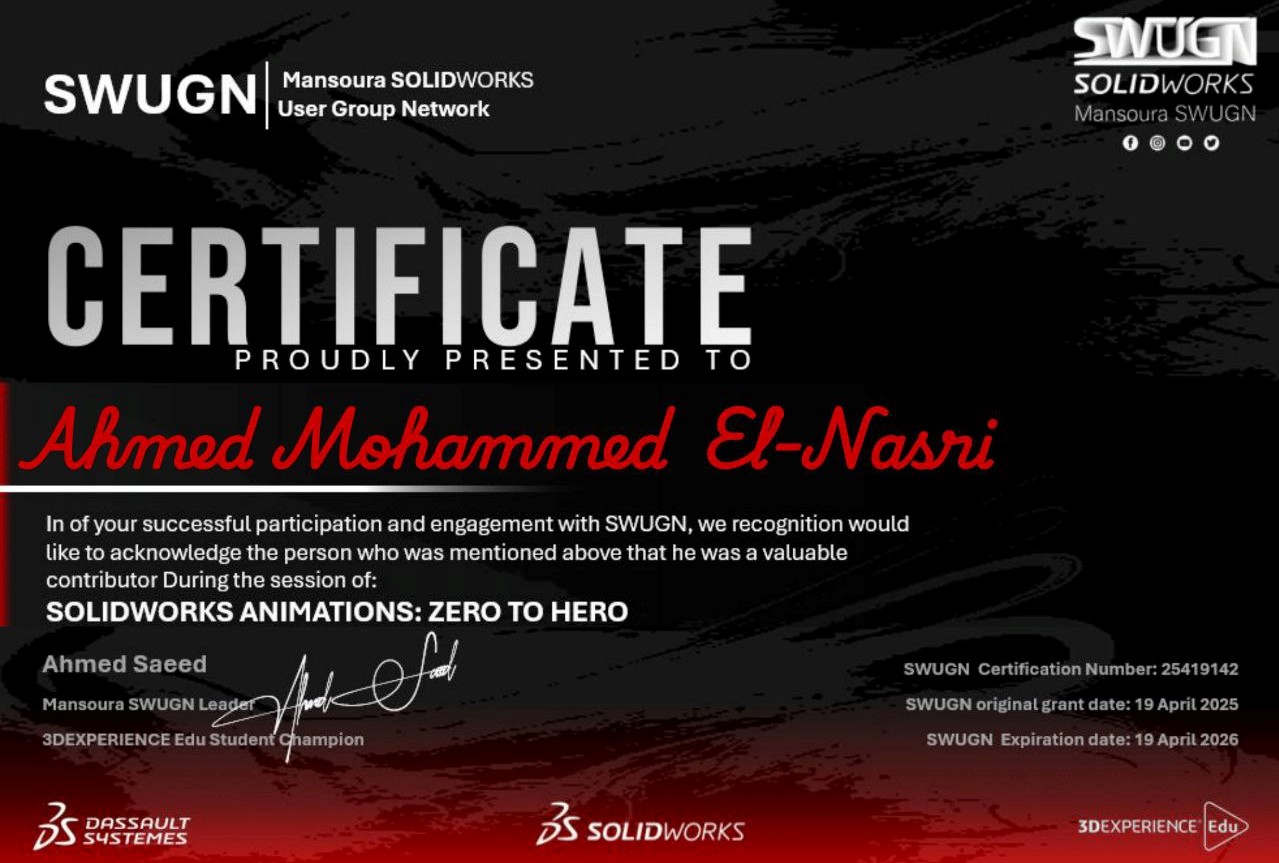 SWUGN
Mansoura SOLIDWORKS
User Group Network
SWUGN
SOLIDWORKS
Mansoura SWUGN
CERTIFICATE
PROUDLY PRESENTED TO
Ahmed Mohammed El-Nasri
In of your successful participation and engagement with SWUGN, we recognition would
like to acknowledge the person who was mentioned above that he was a valuable
contributor During the session of:
SOLIDWORKS ANIMATIONS: ZERO TO HERO
Ahmed Saeed
Mansoura SWUGN Leader
3DEXPERIENCE Edu Student Champion
Ahmed Saeed
SWUGN Certification Number: 25419142
SWUGN original grant date: 19 April 2025
SWUGN Expiration date: 19 April 2026
3DS DASSAULT
SYSTEMES
3DS SOLIDWORKS
3DEXPERIENCE Edu